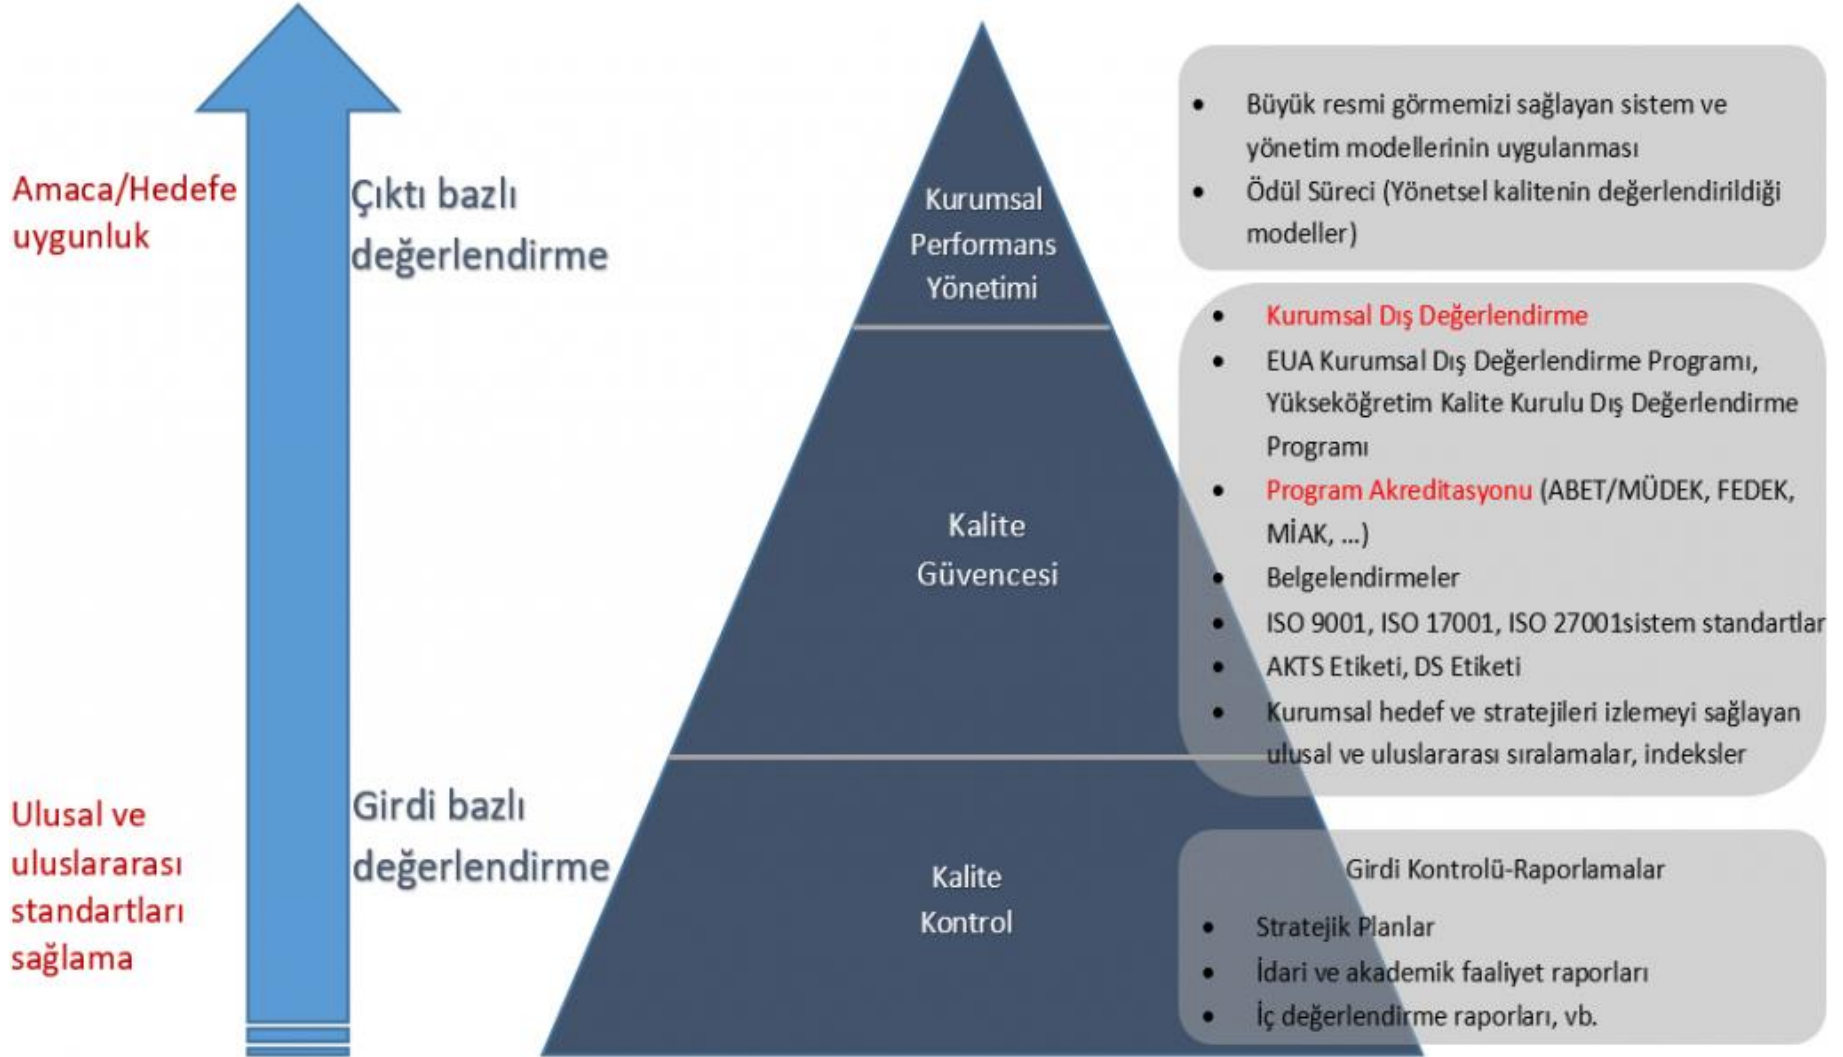 Amaca/Hedefe
uygunluk
Çıktı bazlı
değerlendirme
Ulusal ve
uluslararası
standartları
sağlama
Girdi bazlı
değerlendirme
Kurumsal
Performans
Yönetimi
Kalite
Güvencesi
Kalite
Kontrol
• Büyük resmi görmemizi sağlayan sistem ve
yönetim modellerinin uygulanması
• Ödül Süreci (Yönetsel kalitenin değerlendirildiği
modeller)
• Kurumsal Dış Değerlendirme
• EUA Kurumsal Dış Değerlendirme Programı,
Yükseköğretim Kalite Kurulu Dış Değerlendirme
Programı
• Program Akreditasyonu (ABET/MÜDEK, FEDEK,
MİAK, ...)
• Belgelendirmeler
• ISO 9001, ISO 17001, ISO 27001sistem standartlar
• AKTS Etiketi, DS Etiketi
• Kurumsal hedef ve stratejileri izlemeyi sağlayan
ulusal ve uluslararası sıralamalar, indeksler
Girdi Kontrolü-Raporlamalar
• Stratejik Planlar
• İdari ve akademik faaliyet raporları
• İç değerlendirme raporları, vb.